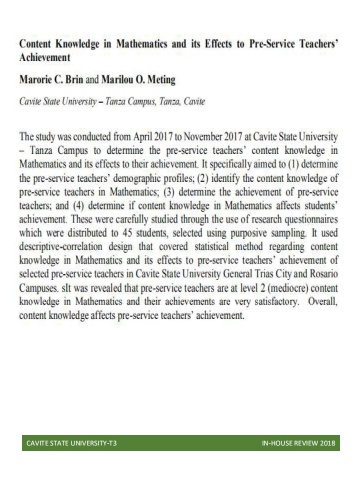 Content Knowledge in Mathematics and its Effects to Pre-Service Teachers'
Achievement
Marorie C. Brin and Marilou O. Meting
Cavite State University – Tanza Campus, Tanza, Cavite
The study was conducted from April 2017 to November 2017 at Cavite State University
– Tanza Campus to determine the pre-service teachers' content knowledge in
Mathematics and its effects to their achievement. It specifically aimed to (1) determine
the pre-service teachers' demographic profiles; (2) identify the content knowledge of
pre-service teachers in Mathematics; (3) determine the achievement of pre-service
teachers; and (4) determine if content knowledge in Mathematics affects students'
achievement. These were carefully studied through the use of research questionnaires
which were distributed to 45 students, selected using purposive sampling. It used
descriptive-correlation design that covered statistical method regarding content
knowledge in Mathematics and its effects to pre-service teachers' achievement of
selected pre-service teachers in Cavite State University General Trias City and Rosario
Campuses. sIt was revealed that pre-service teachers are at level 2 (mediocre) content
knowledge in Mathematics and their achievements are very satisfactory. Overall,
content knowledge affects pre-service teachers' achievement.
CAVITE STATE UNIVERSITY-T3 IN-HOUSE REVIEW 2018